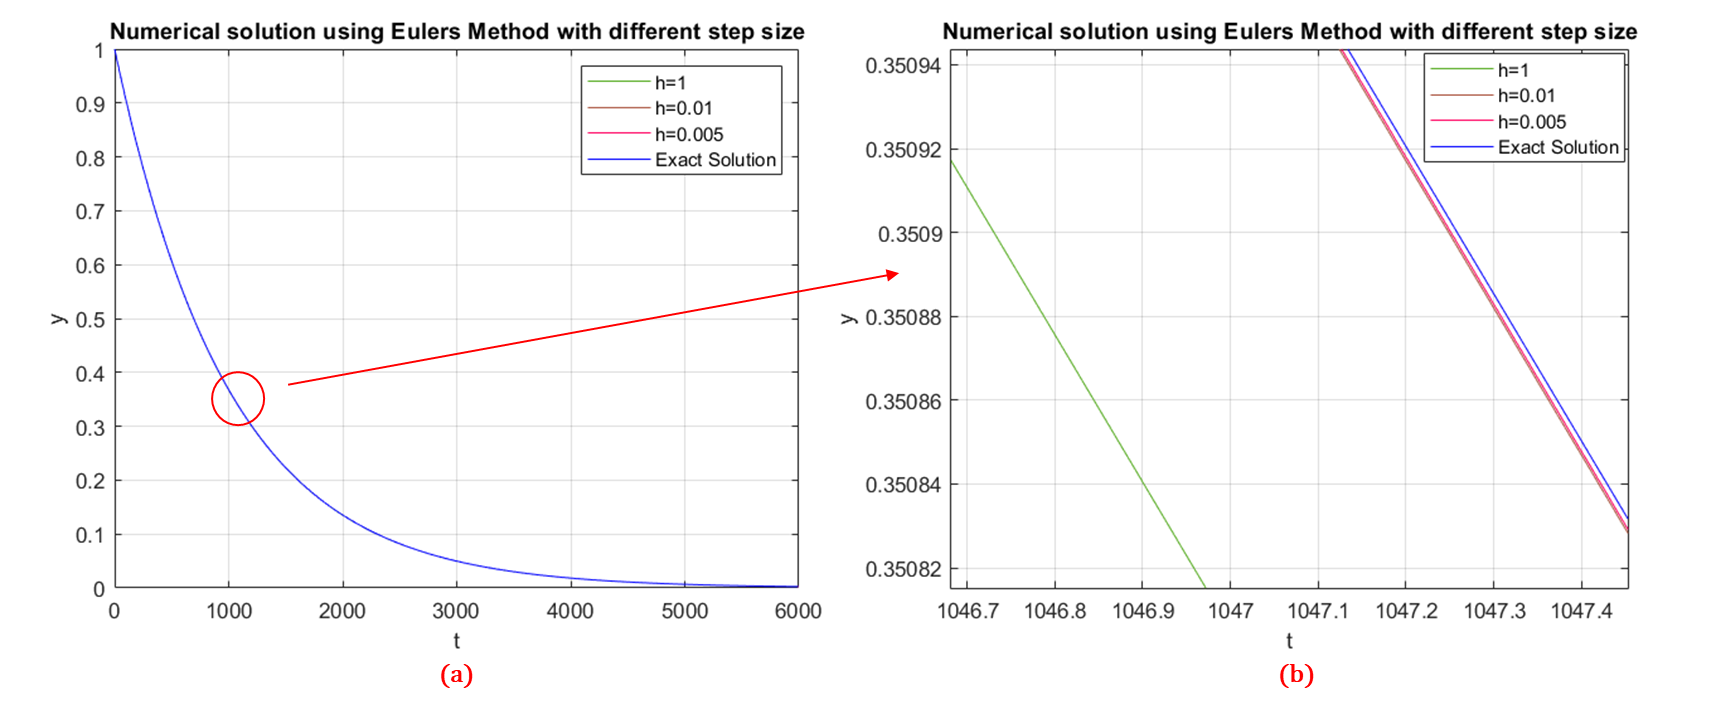 Numerical solution using Eulers Method with different step size
h=1
h=0.01
h=0.005
Exact Solution
1
0.9
0.8
0.7
0.6
0.5
0.4
0.3
0.2
0.1
0
y
0 1000 2000 3000 4000 5000 6000
t
(a)
Numerical solution using Eulers Method with different step size
h=1
h=0.01
h=0.005
Exact Solution
0.35094
0.35092
0.3509
0.35088
0.35086
0.35084
0.35082
y
1046.7 1046.8 1046.9 1047 1047.1 1047.2 1047.3 1047.4
t
(b)